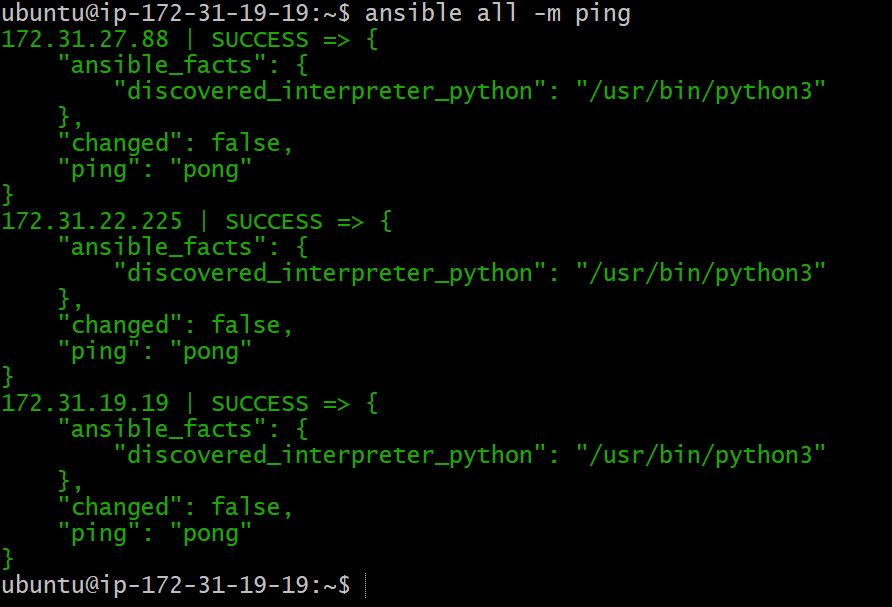 ubuntu@ip-172-31-19-19:~$ ansible all -m ping
172.31.27.88 | SUCCESS => {
    "ansible_facts": {
        "discovered_interpreter_python": "/usr/bin/python3"
    },
    "changed": false,
    "ping": "pong"
}
172.31.22.225 | SUCCESS => {
    "ansible_facts": {
        "discovered_interpreter_python": "/usr/bin/python3"
    },
    "changed": false,
    "ping": "pong"
}
172.31.19.19 | SUCCESS => {
    "ansible_facts": {
        "discovered_interpreter_python": "/usr/bin/python3"
    },
    "changed": false,
    "ping": "pong"
}
ubuntu@ip-172-31-19-19:~$